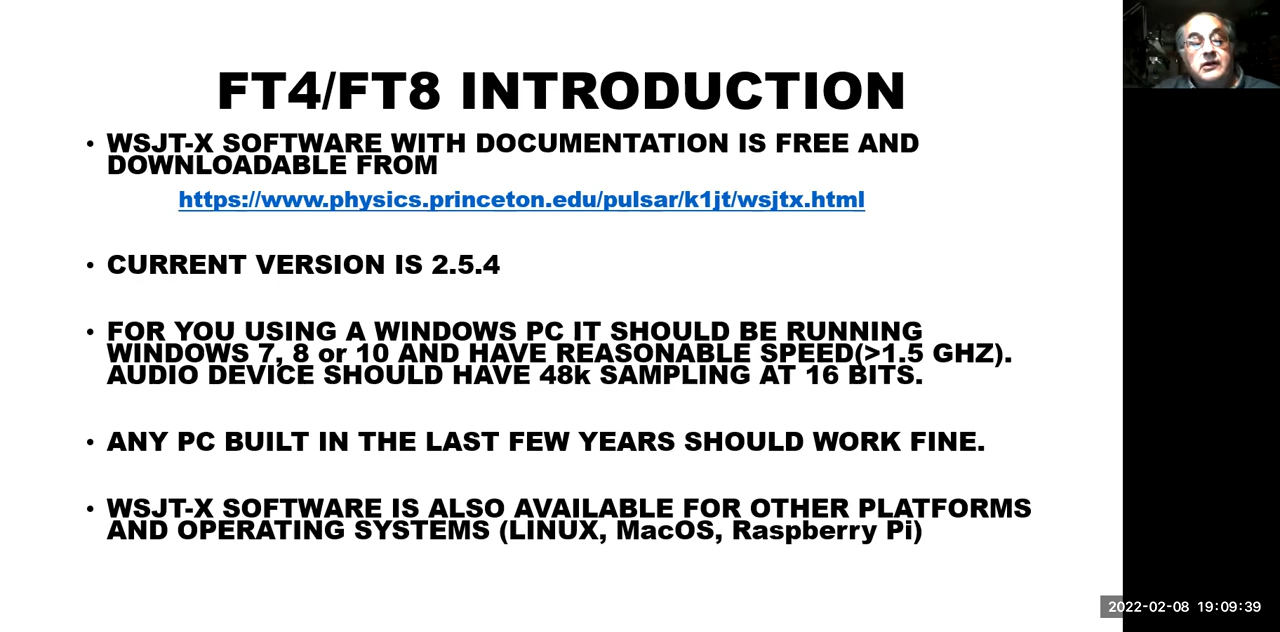 FT4/FT8 INTRODUCTION
• WSJT-X SOFTWARE WITH DOCUMENTATION IS FREE AND
DOWNLOADABLE FROM
https://www.physics.princeton.edu/pulsar/k1jt/wsjtx.html
• CURRENT VERSION IS 2.5.4
• FOR YOU USING A WINDOWS PC IT SHOULD BE RUNNING
WINDOWS 7, 8 or 10 AND HAVE REASONABLE SPEED(>1.5 GHZ).
AUDIO DEVICE SHOULD HAVE 48k SAMPLING AT 16 BITS.
• ANY PC BUILT IN THE LAST FEW YEARS SHOULD WORK FINE.
• WSJT-X SOFTWARE IS ALSO AVAILABLE FOR OTHER PLATFORMS
AND OPERATING SYSTEMS (LINUX, MacOS, Raspberry Pi)
2022-02-08 19:09:39